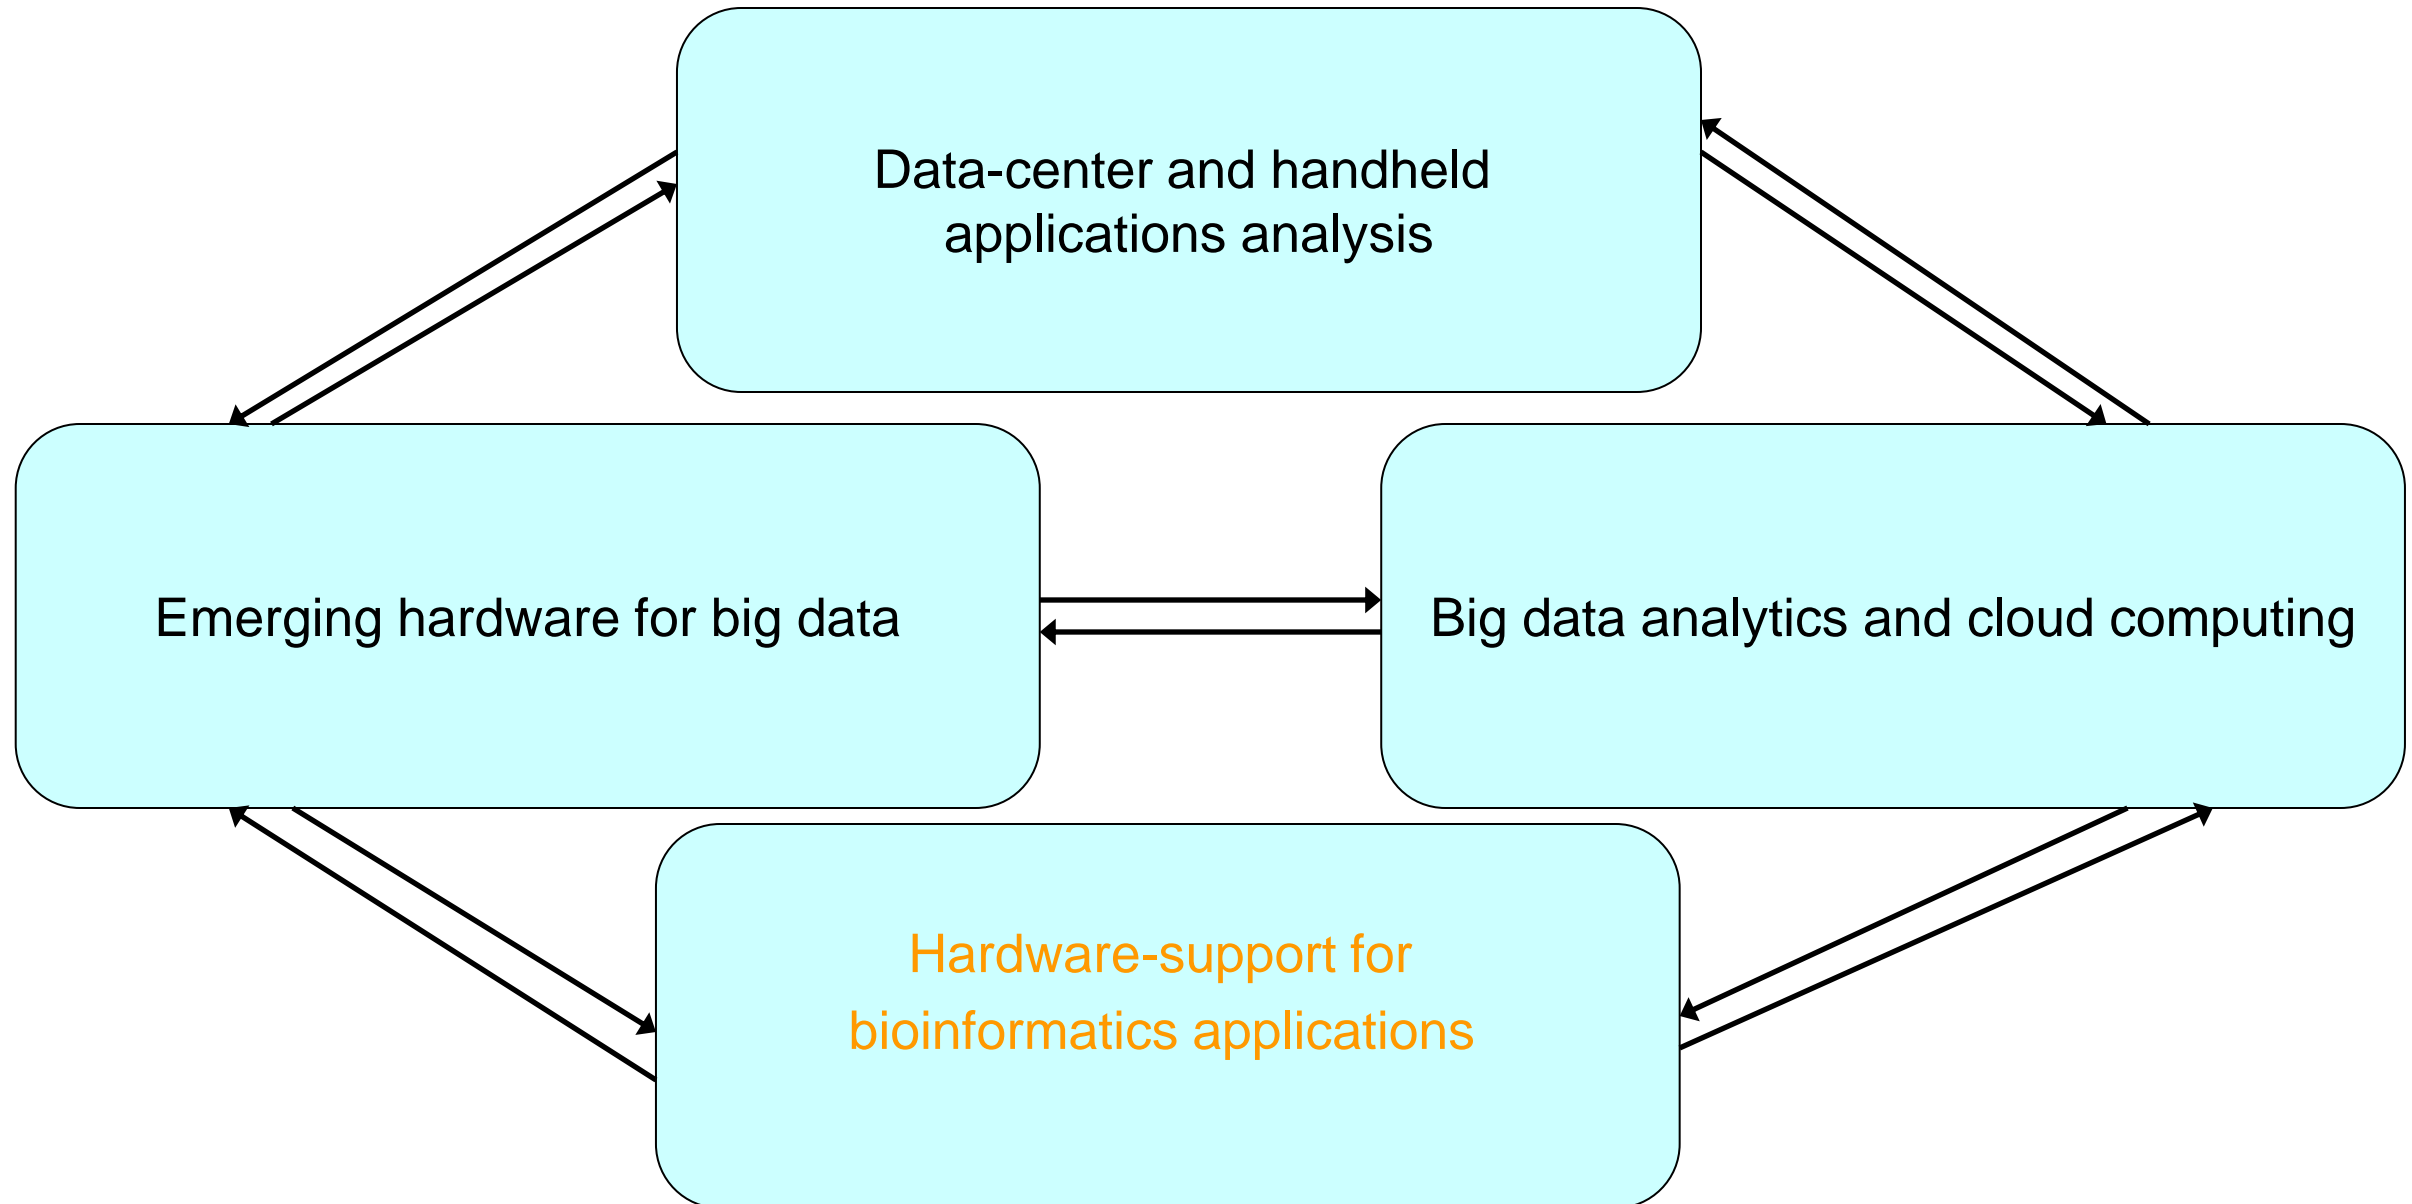 Data-center and handheld
applications analysis
Emerging hardware for big data
Big data analytics and cloud computing
Hardware-support for
bioinformatics applications